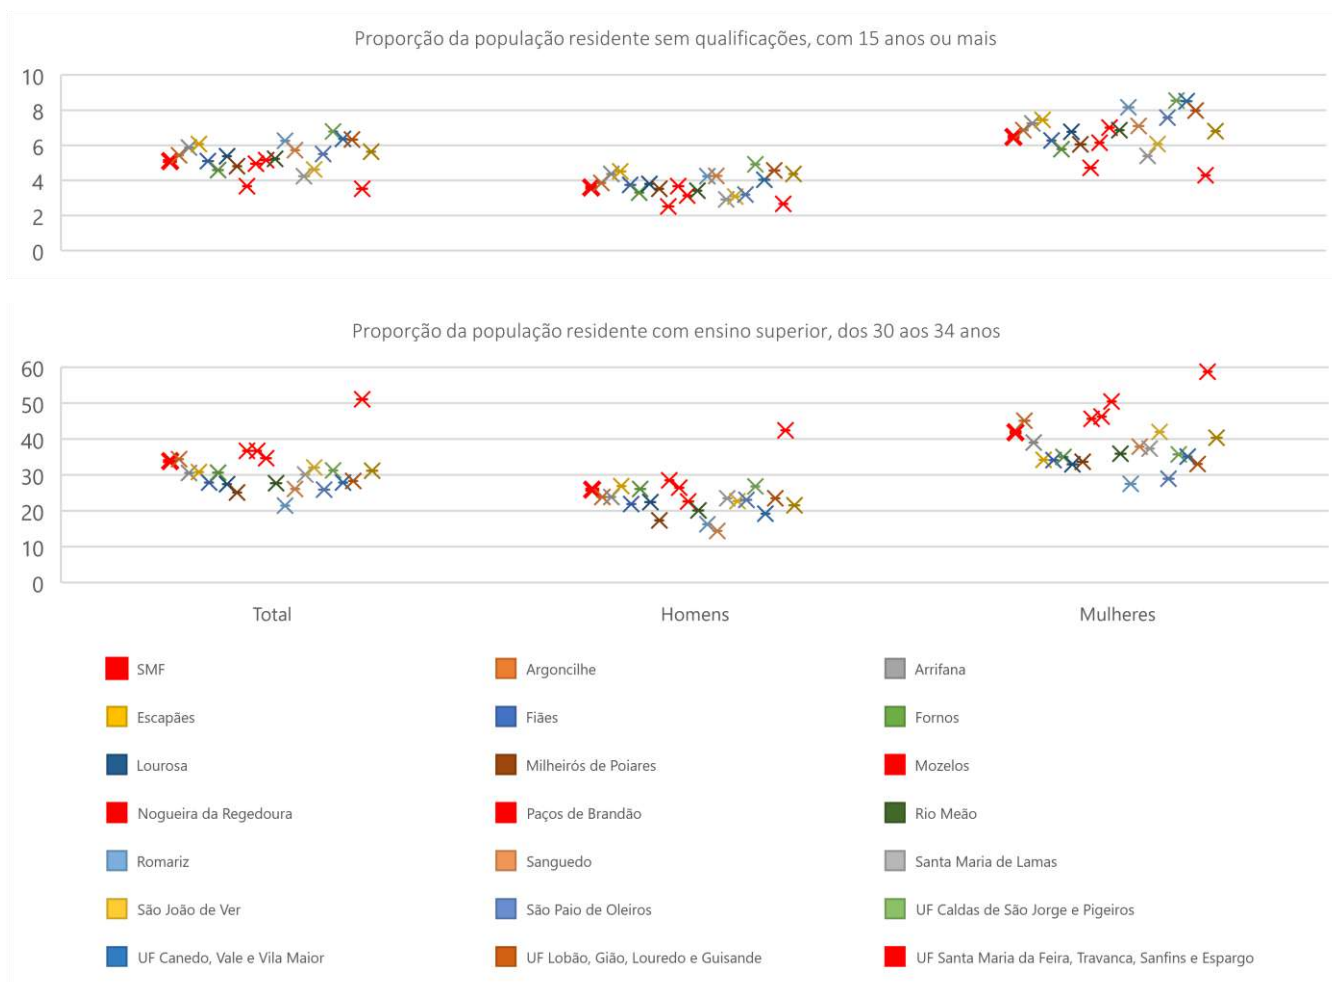 Proporção da população residente sem qualificações, com 15 anos ou mais
10
8
6
4
2
0
Proporção da população residente com ensino superior, dos 30 aos 34 anos
60
50
40
30
20
10
0
Total Homens Mulheres
SMF Argoncilhe Arrifana
Escapães Fiães Fornos
Lourosa Milheirós de Poiares Mozelos
Nogueira da Regedoura Paços de Brandão Rio Meão
Romariz Sanguedo Santa Maria de Lamas
São João de Ver São Paio de Oleiros UF Caldas de São Jorge e Pigeiros
UF Canedo, Vale e Vila Maior UF Lobão, Gião, Louredo e Guisande UF Santa Maria da Feira, Travanca, Sanfins e Espargo